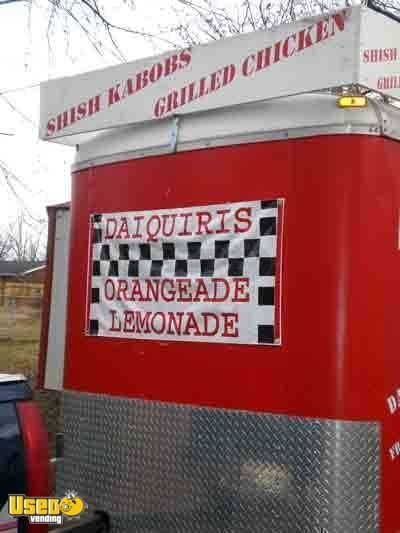 SHISH KABOBS
GRILLED CHICKEN
SHISH
GRILLED
DAIQUIRIS
ORANGEADE
LEMONADE
Used
vending